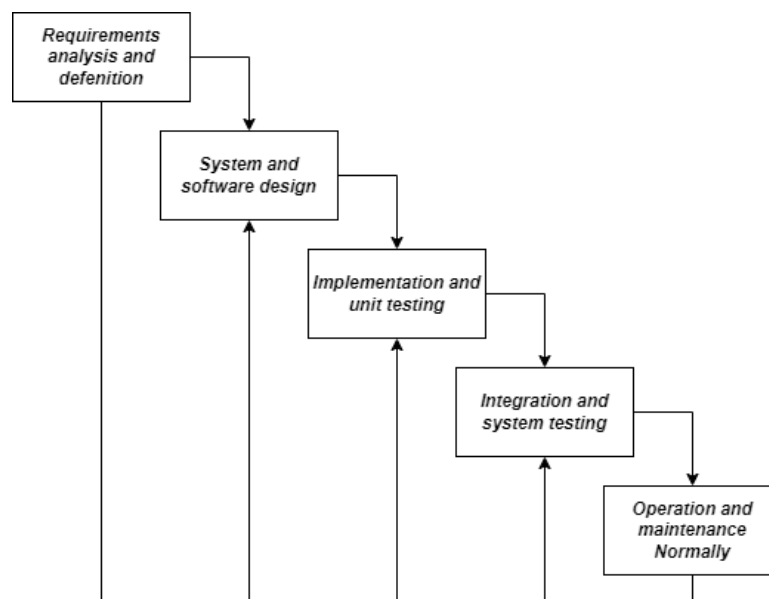 Requirements
analysis and
defenition
System and
software design
Implementation and
unit testing
Integration and
system testing
Operation and
maintenance
Normally